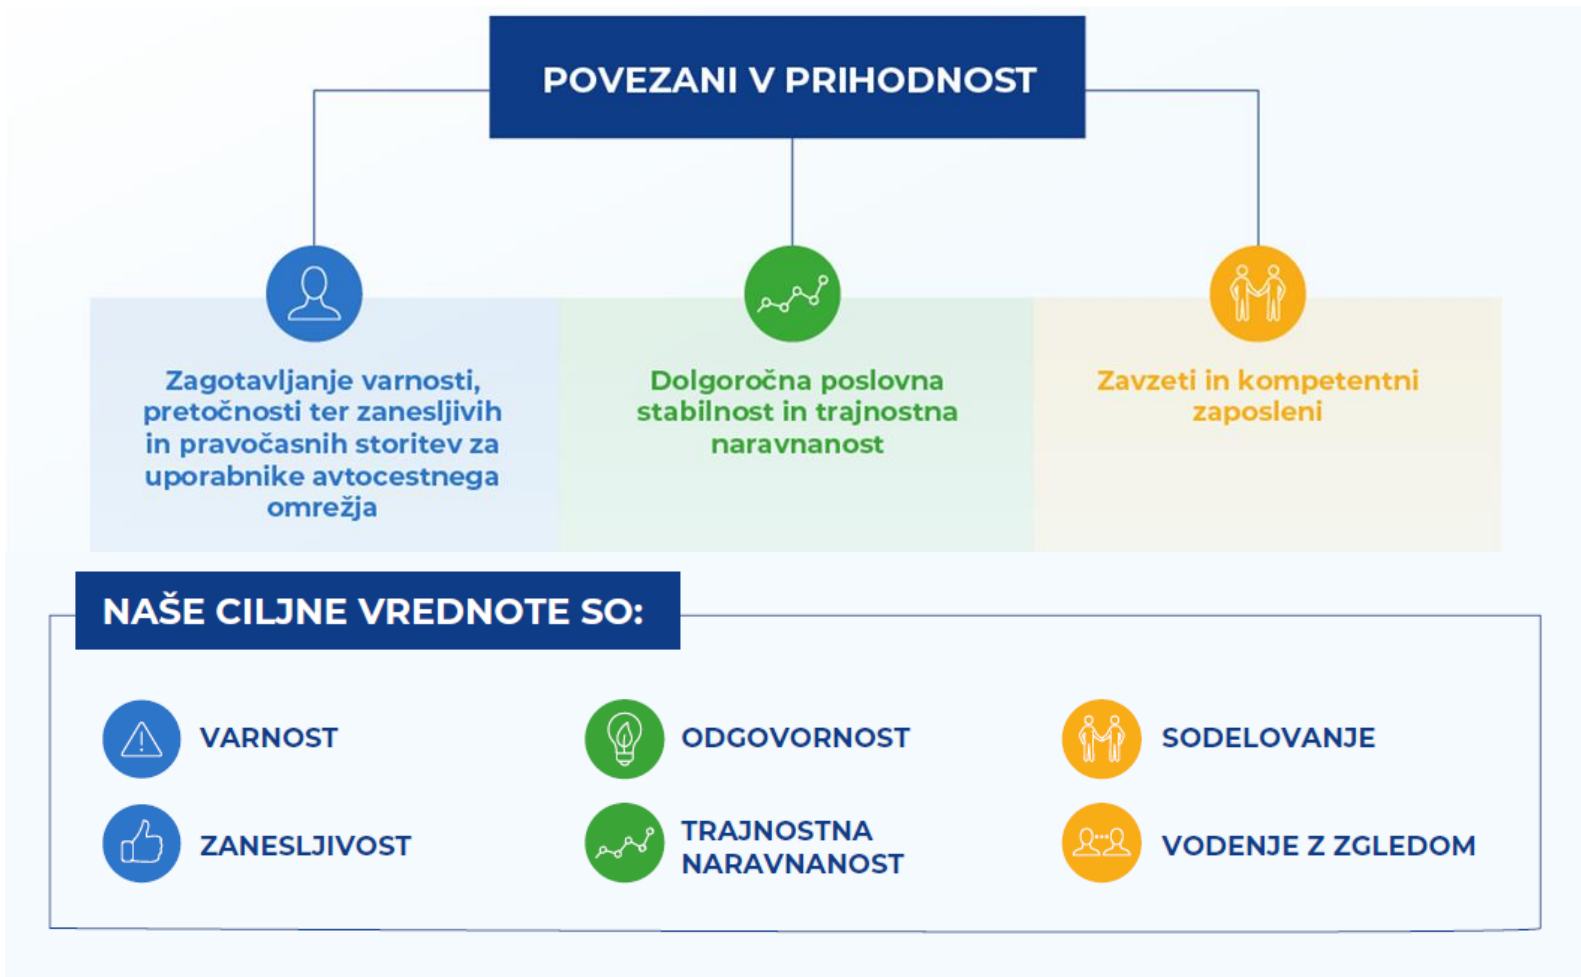 POVEZANI V PRIHODNOST
Zagotavljanje varnosti,
pretočnosti ter zanesljivih
in pravočasnih storitev za
uporabnike avtocestnega
omrežja
Dolgoročna poslovna
stabilnost in trajnostna
naravnanost
Zavzeti in kompetentni
zaposleni
NAŠE CILJNE VREDNOTE SO:
VARNOST
ODGOVORNOST
SODELOVANJE
ZANESLJIVOST
TRAJNOSTNA
NARAVNANOST
VODENJE Z ZGLEDOM